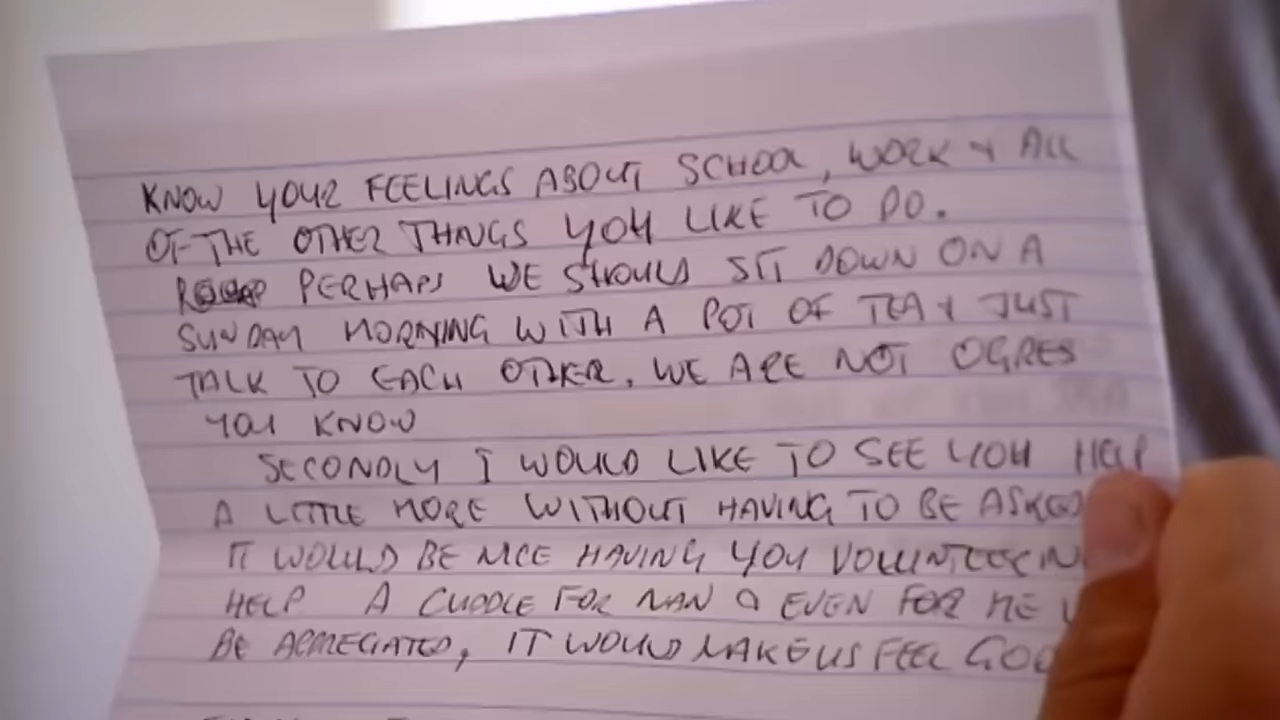 KNOW YOUR FEELINGS ABOUT SCHOOL, WORK & ALL
OF THE OTHER THINGS YOU LIKE TO DO.
PERHAPS WE SHOULD SIT DOWN ON A
SUNDAY MORNING WITH A POT OF TEA & JUST
TALK TO EACH OTHER. WE ARE NOT OGRES
YOU KNOW
SECONDLY I WOULD LIKE TO SEE YOU HELP
A LITTLE MORE WITHOUT HAVING TO BE ASKED
IT WOULD BE NICE HAVING YOU
HELP A CUDDLE FOR NAN & EVEN FOR ME
BE APPRECIATED, IT WOULD MAKE US FEEL